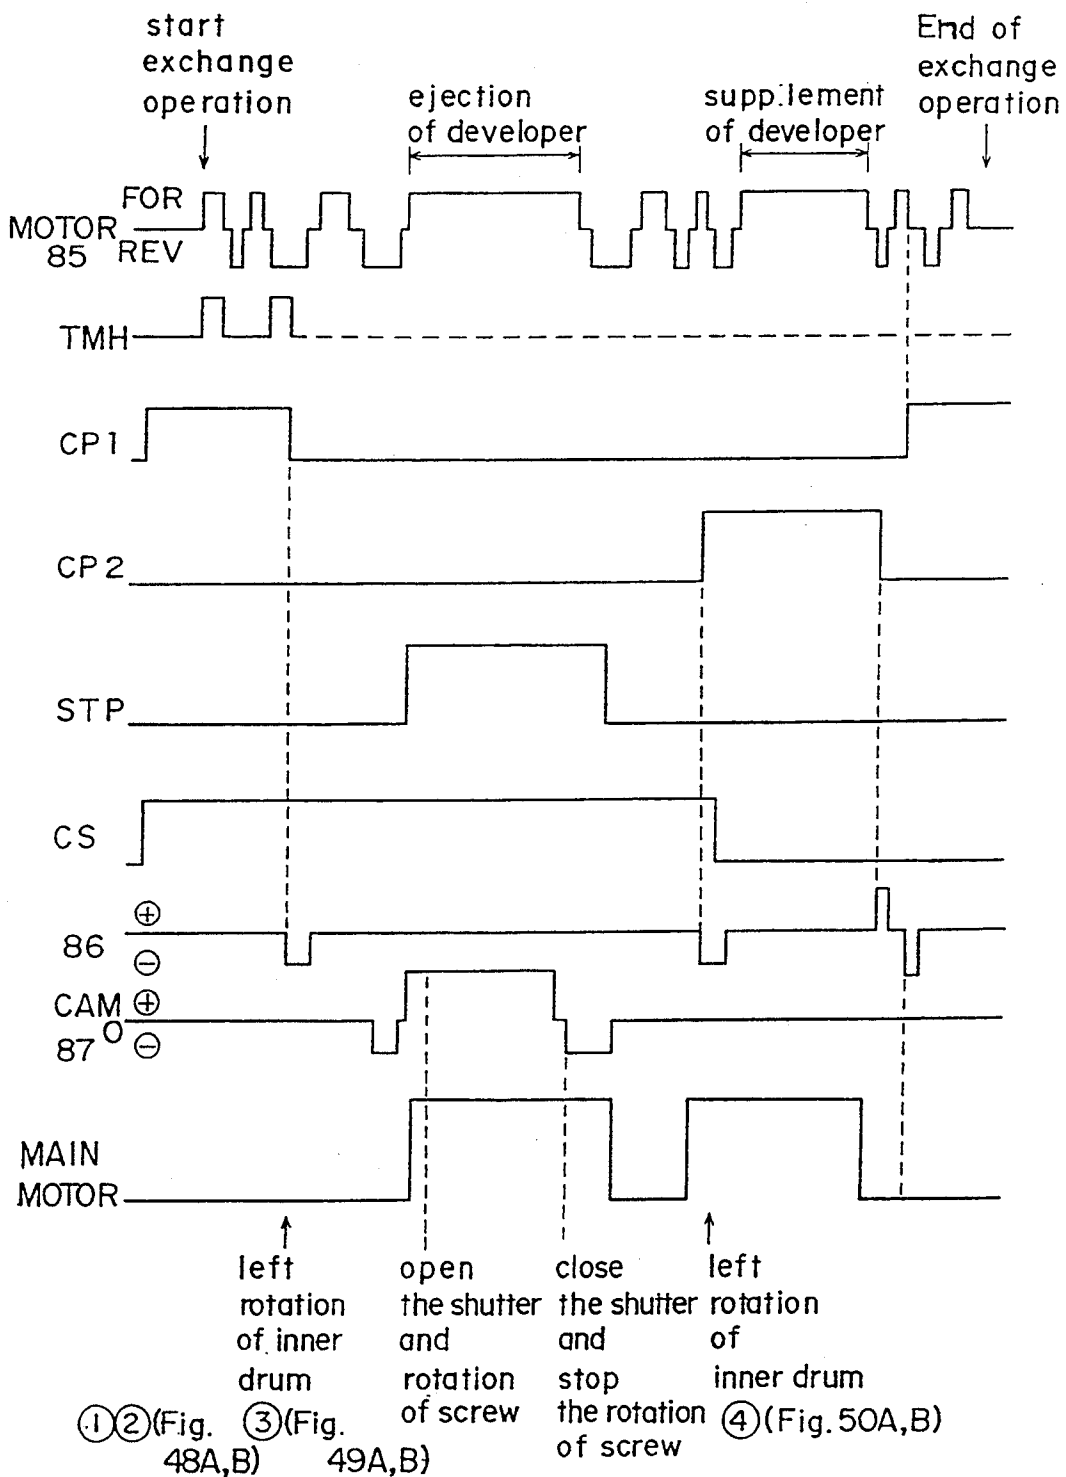 start
exchange
operation
End of
exchange
operation
ejection
of developer
supplement
of developer
FOR
MOTOR
85 REV
TMH
CP1
CP2
STP
CS
⊕
86
⊖
CAM ⊕
O
87 ⊖
MAIN
MOTOR
left
rotation
of inner
drum
open
the shutter
and
rotation
of screw
close
the shutter
and
stop
the rotation
of screw
left
rotation
of
inner drum
①②(Fig.
48A,B)
③(Fig.
49A,B)
④(Fig.50A,B)